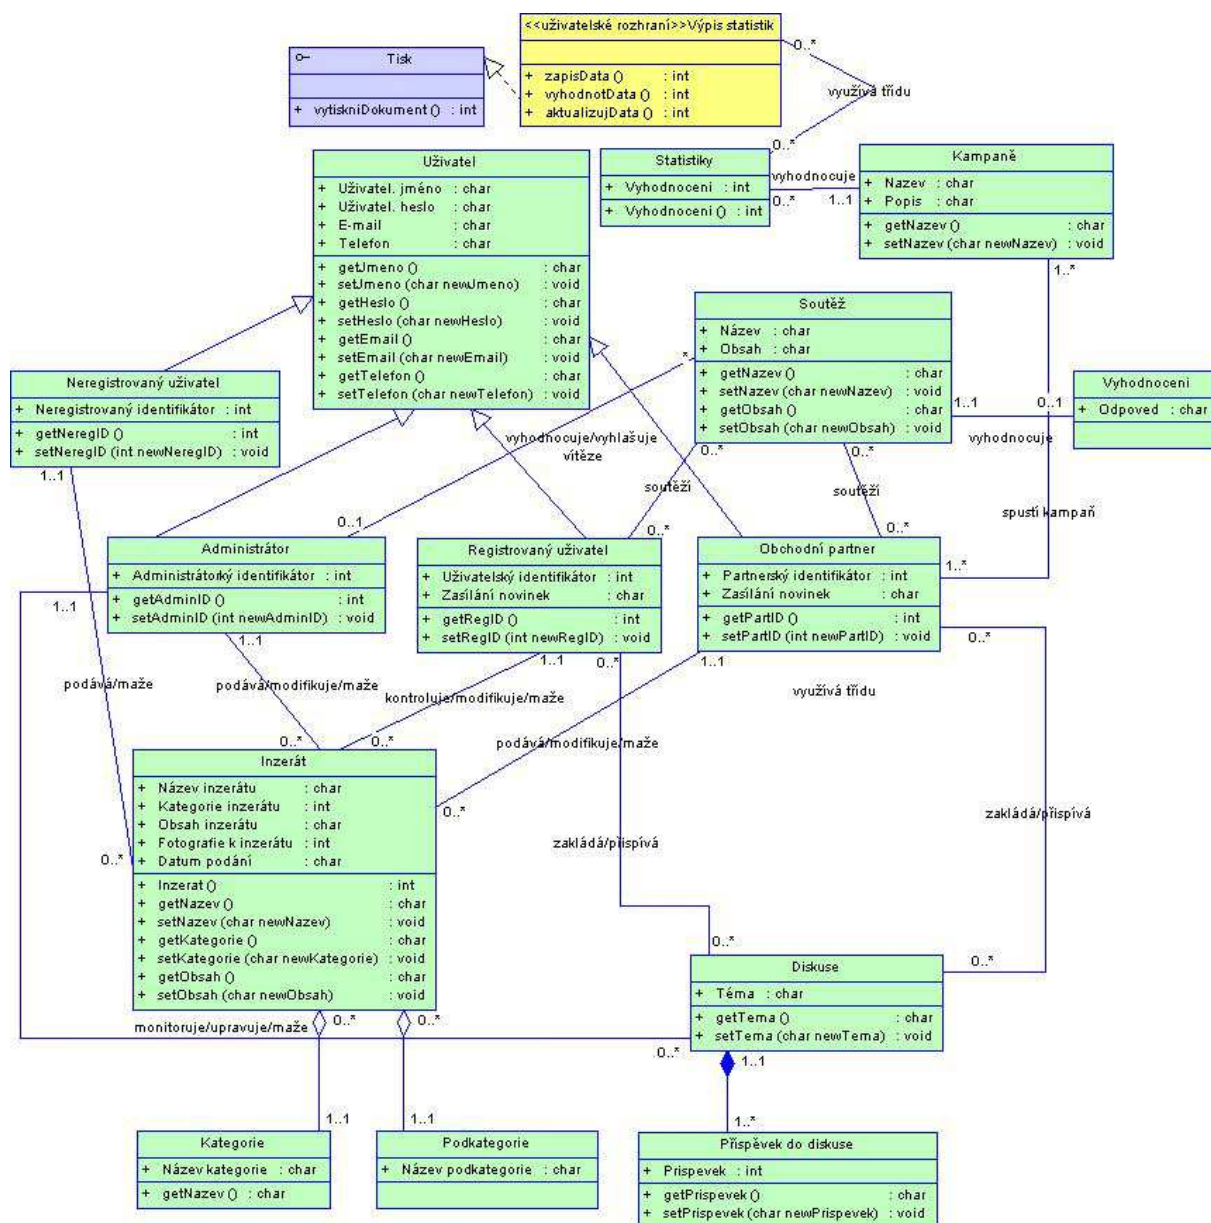 <<uživatelské rozhraní>>Výpis statistik
+ zapisData () : int
+ vyhodnotData () : int
+ aktualizujData () : int
0..*
využívá třídu
0..*
Tisk
+ vytiskniDokument () : int
Uživatel
+ Uživatel. jméno : char
+ Uživatel. heslo : char
+ E-mail : char
+ Telefon : char
+ getJmeno () : char
+ setJmeno (char newJmeno) : void
+ getHeslo () : char
+ setHeslo (char newHeslo) : void
+ getEmail () : char
+ setEmail (char newEmail) : void
+ getTelefon () : char
+ setTelefon (char newTelefon) : void
Statistiky
+ Vyhodnoceni : int
+ Vyhodnoceni () : int
vyhodnocuje
0..*
1..1
Kampaně
+ Nazev : char
+ Popis : char
+ getNazev () : char
+ setNazev (char newNazev) : void
1..*
Soutěž
+ Název : char
+ Obsah : char
+ getNazev () : char
+ setNazev (char newNazev) : void
+ getObsah () : char
+ setObsah (char newObsah) : void
*
1..1
0..1
vyhodnocuje
Vyhodnoceni
+ Odpoved : char
Neregistrovaný uživatel
+ Neregistrovaný identifikátor : int
+ getNeregID () : int
+ setNeregID (int newNeregID) : void
1..1
vyhodnocuje/vyhlašuje
vítěze
0..*
0..*
soutěží
soutěží
spustí kampaň
0..1
0..*
0..*
Administrátor
+ Administrátorký identifikátor : int
+ getAdminID () : int
+ setAdminID (int newAdminID) : void
1..1
1..1
Registrovaný uživatel
+ Uživatelský identifikátor : int
+ Zasílání novinek : char
+ getRegID () : int
+ setRegID (int newRegID) : void
1..1
0..*
Obchodní partner
+ Partnerský identifikátor : int
+ Zasílání novinek : char
+ getPartID () : int
+ setPartID (int newPartID) : void
1..*
0..*
1..1
podává/maže
podává/modifikuje/maže
kontroluje/modifikuje/maže
využívá třídu
0..*
0..*
podává/modifikuje/maže
Inzerát
+ Název inzerátu : char
+ Kategorie inzerátu : int
+ Obsah inzerátu : char
+ Fotografie k inzerátu : int
+ Datum podání : char
+ Inzerat () : int
+ getNazev () : char
+ setNazev (char newNazev) : void
+ getKategorie () : char
+ setKategorie (char newKategorie) : void
+ getObsah () : char
+ setObsah (char newObsah) : void
0..*
0..*
zakládá/přispívá
zakládá/přispívá
0..*
0..*
Diskuse
+ Téma : char
+ getTema () : char
+ setTema (char newTema) : void
0..*
0..*
monitoruje/upravuje/maže
0..*
1..1
1..1
1..1
1..*
Kategorie
+ Název kategorie : char
+ getNazev () : char
Podkategorie
+ Název podkategorie : char
Příspěvek do diskuse
+ Prispevek : int
+ getPrispevek () : char
+ setPrispevek (char newPrispevek) : void